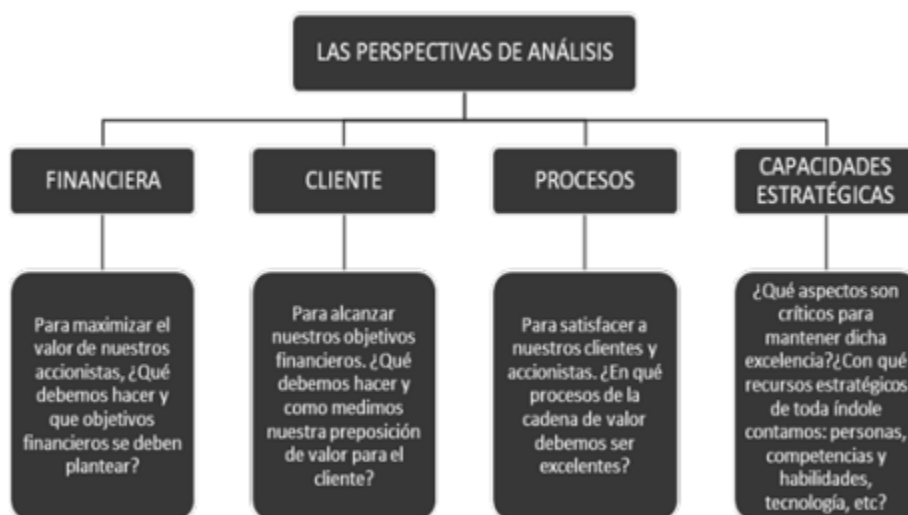 LAS PERSPECTIVAS DE ANÁLISIS
FINANCIERA
CLIENTE
PROCESOS
CAPACIDADES
ESTRATÉGICAS
Para maximizar el
valor de nuestros
accionistas, ¿Qué
debemos hacer y
que objetivos
financieros se deben
plantear?
Para alcanzar
nuestros objetivos
financieros. ¿Qué
debemos hacer y
como medimos
nuestra preposición
de valor para el
cliente?
Para satisfacer a
nuestros clientes y
accionistas. ¿En qué
procesos de la
cadena de valor
debemos ser
excelentes?
¿Qué aspectos son
críticos para
mantener dicha
excelencia?¿Con qué
recursos estratégicos
de toda índole
contamos: personas,
competencias y
habilidades,
tecnología, etc?